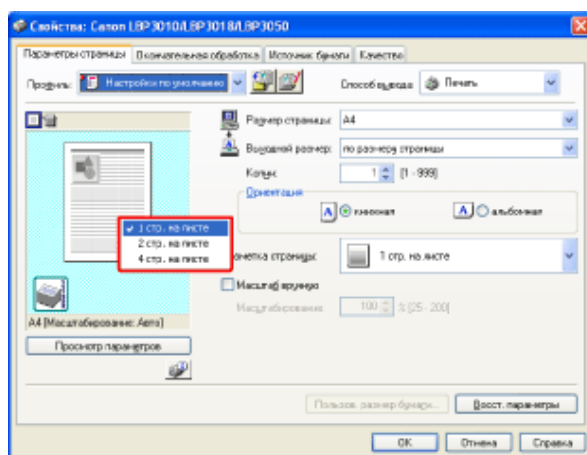 Свойства: Canon LBP3010/LBP3018/LBP3050
Параметры страницы Окончательная обработка Источник бумаги Качество
Профиль: Настройки по умолчанию Способ вывода: Печать
Размер страницы: A4
Выходной размер: по размеру страницы
Копии: 1 [1 - 999]
Ориентация
A книжная A альбомная
1 стр. на листе
2 стр. на листе
4 стр. на листе
Разметка страницы: 1 стр. на листе
Масштаб вручную
Масштабирование: 100 % [25 - 200]
A4 [Масштабирование: Авто]
Просмотр параметров
Пользов. размер бумаги... Восст. параметры
OK Отмена Справка